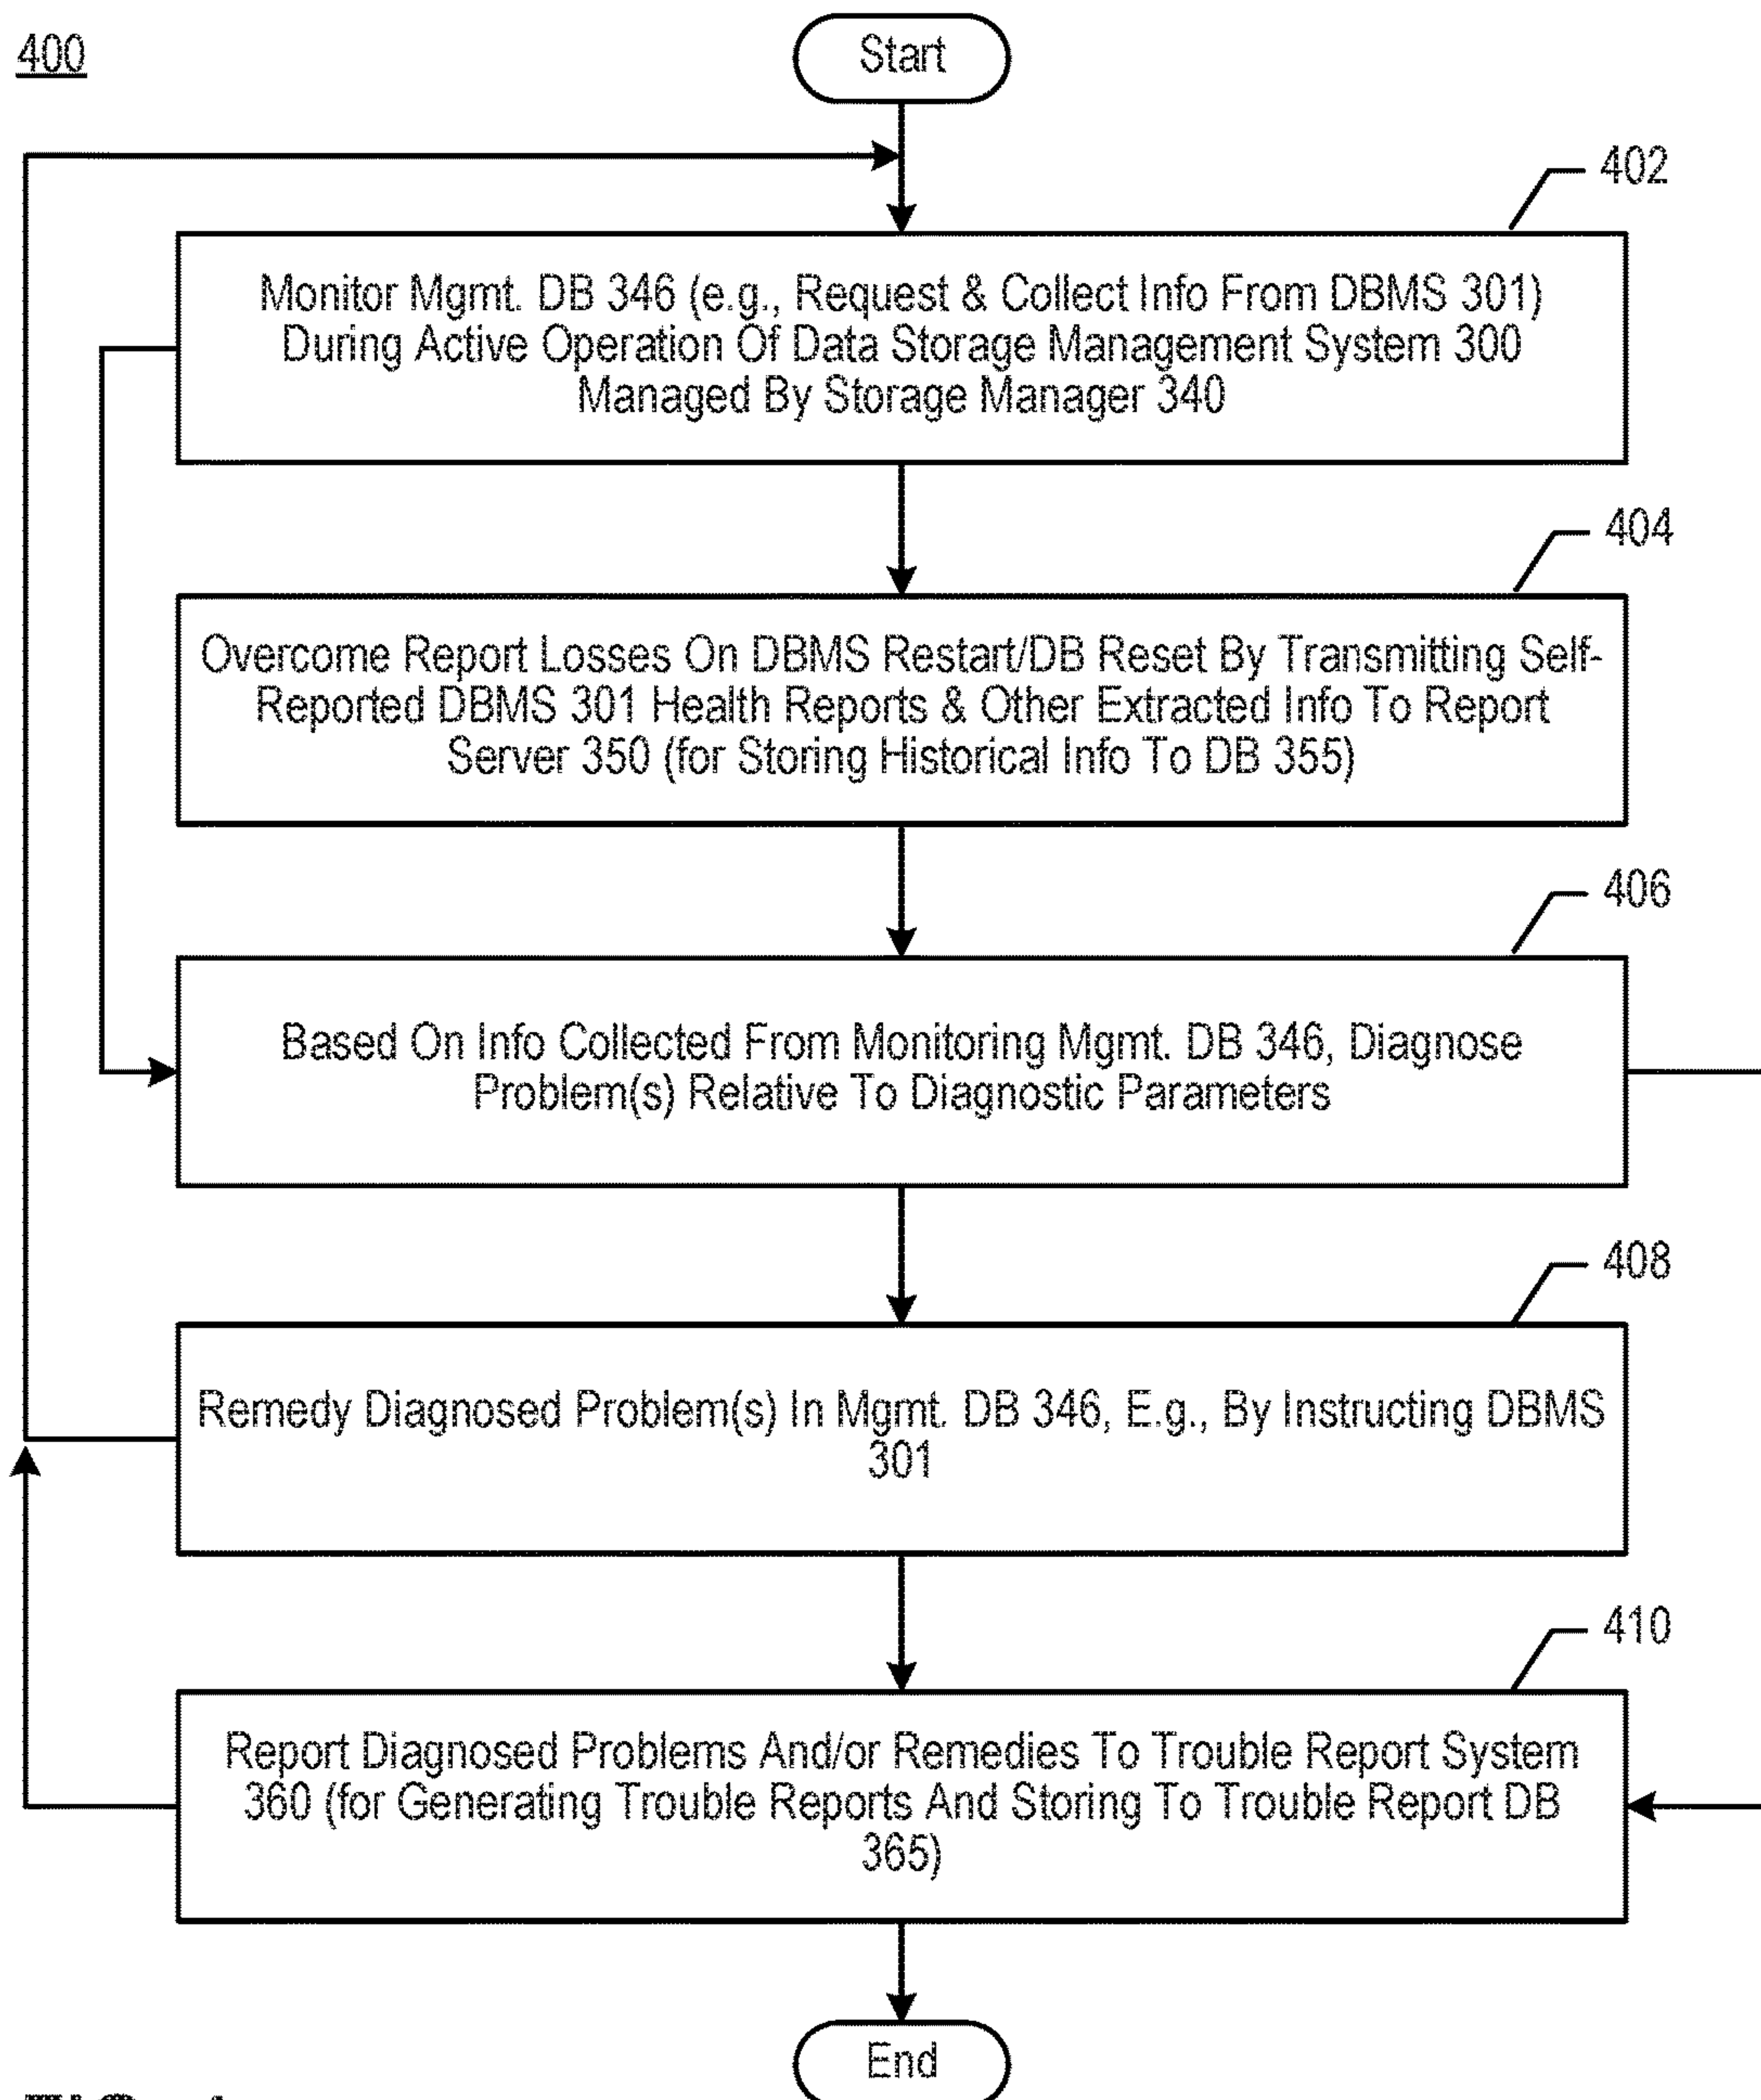 400
Start
402
Monitor Mgmt. DB 346 (e.g., Request & Collect Info From DBMS 301)
During Active Operation Of Data Storage Management System 300
Managed By Storage Manager 340
404
Overcome Report Losses On DBMS Restart/DB Reset By Transmitting Self-
Reported DBMS 301 Health Reports & Other Extracted Info To Report
Server 350 (for Storing Historical Info To DB 355)
406
Based On Info Collected From Monitoring Mgmt. DB 346, Diagnose
Problem(s) Relative To Diagnostic Parameters
408
Remedy Diagnosed Problem(s) In Mgmt. DB 346, E.g., By Instructing DBMS
301
410
Report Diagnosed Problems And/or Remedies To Trouble Report System
360 (for Generating Trouble Reports And Storing To Trouble Report DB
365)
End